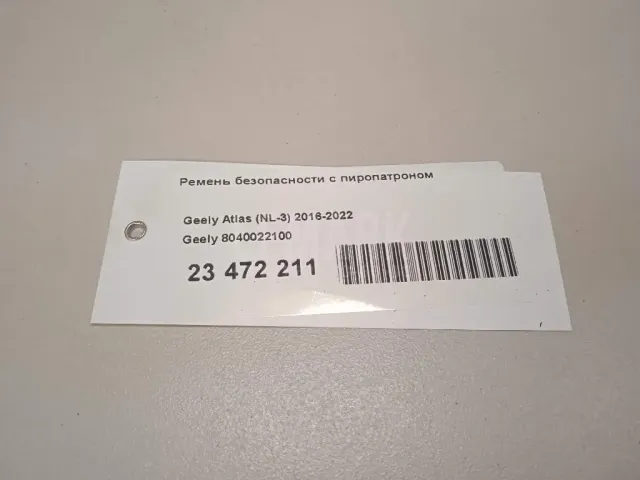 Ремень безопасности с пиропатроном
Geely Atlas (NL-3) 2016-2022
Geely 8040022100
23 472 211